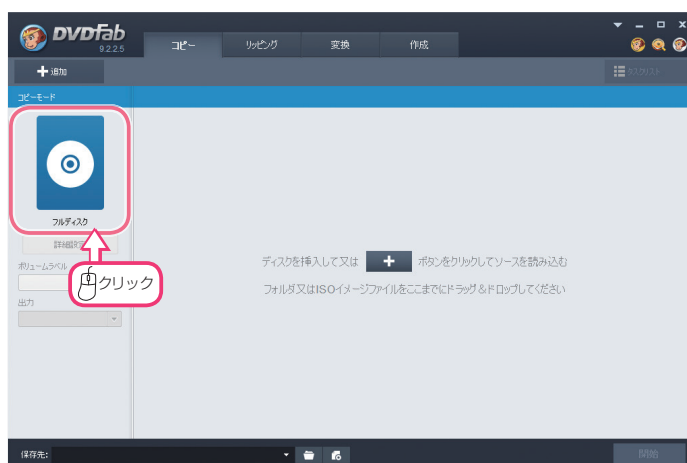 DVDFab
9.2.2.5
コピー リッピング 変換 作成
追加
タスクリスト
コピーモード
フルディスク
詳細設定
ボリュームラベル
クリック
出力
ディスクを挿入して又は + ボタンをクリックしてソースを読み込む
フォルダ又はISOイメージファイルをここまでにドラッグ&ドロップしてください
保存先:
開始